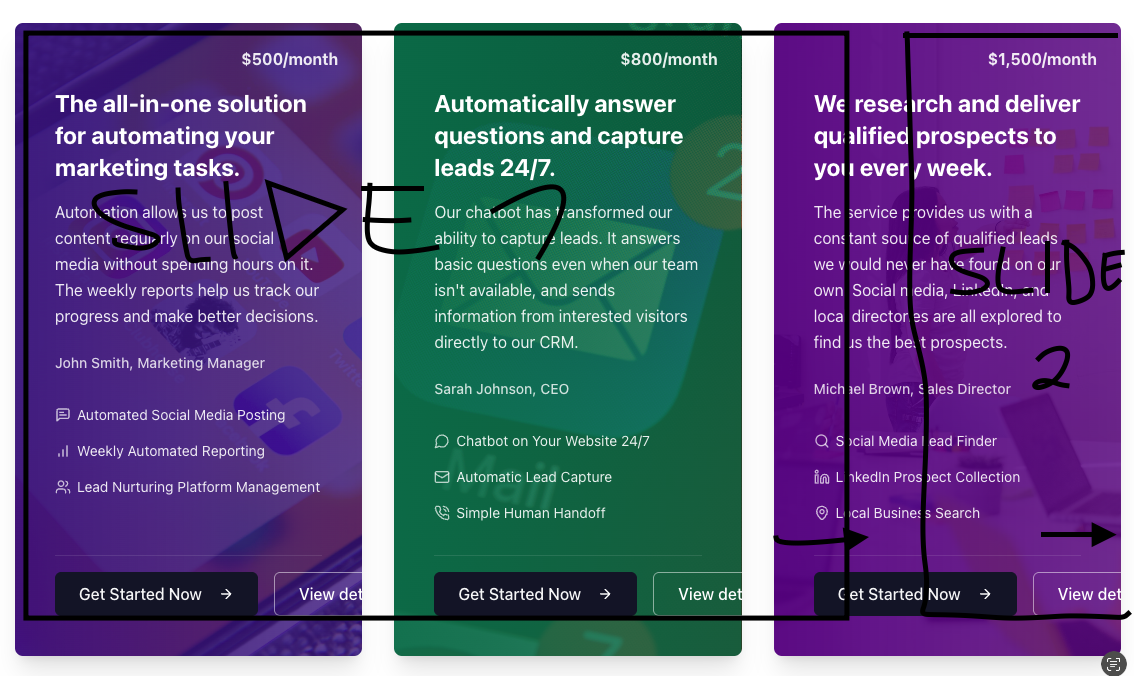 $500/month
The all-in-one solution
for automating your
marketing tasks.
Automation allows us to post
content regularly on our social
media without spending hours on it.
The weekly reports help us track our
progress and make better decisions.
John Smith, Marketing Manager
Automated Social Media Posting
Weekly Automated Reporting
Lead Nurturing Platform Management
Get Started Now
View det
$800/month
Automatically answer
questions and capture
leads 24/7.
Our chatbot has transformed our
ability to capture leads. It answers
basic questions even when our team
isn't available, and sends
information from interested visitors
directly to our CRM.
Sarah Johnson, CEO
Chatbot on Your Website 24/7
Automatic Lead Capture
Simple Human Handoff
Get Started Now
View det
2
Mail
7
$1,500/month
We research and deliver
qualified prospects to
you every week.
The service provides us with a
constant source of qualified leads
we would never have found on our
own. Social media, LinkedIn, and
local directories are all explored to
find us the best prospects.
Michael Brown, Sales Director
Social Media Lead Finder
LinkedIn Prospect Collection
Local Business Search
Get Started Now
View det
SLIDE 1
SLIDE
2